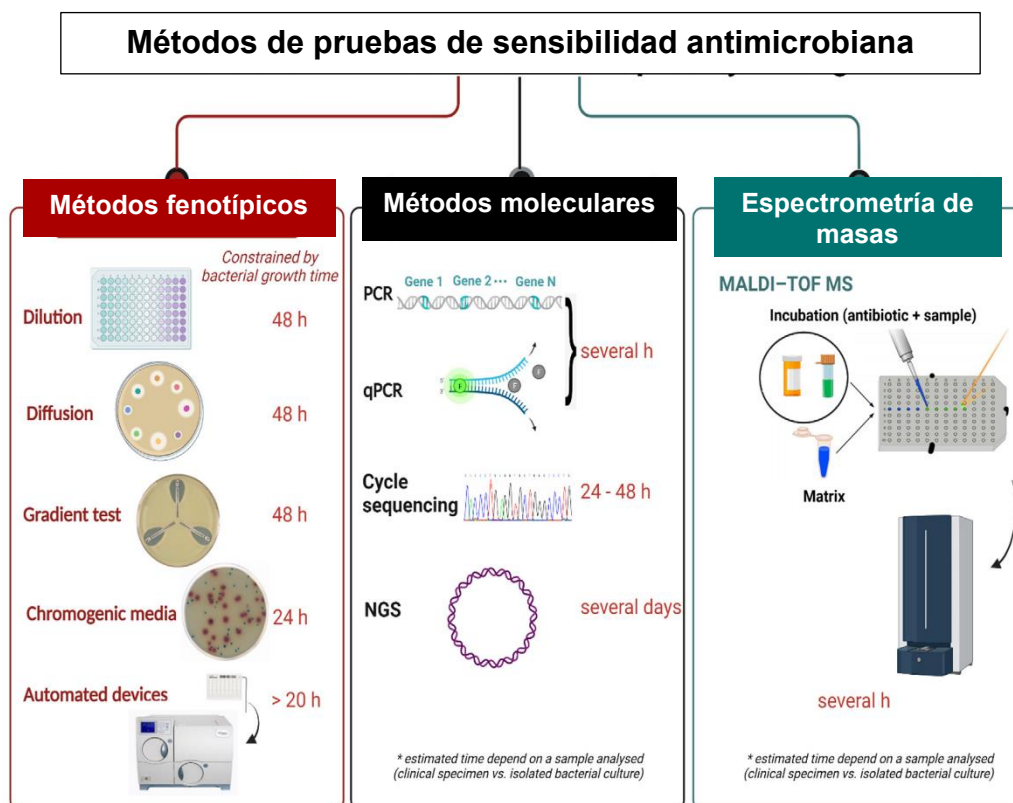 Métodos de pruebas de sensibilidad antimicrobiana
Métodos fenotípicos
Constrained by
bacterial growth time
Dilution
48 h
Diffusion
48 h
Gradient test
48 h
Chromogenic media
24 h
Automated devices
> 20 h
Métodos moleculares
Gene 1 Gene 2 ··· Gene N
PCR
several h
qPCR
F
F
F
Cycle
sequencing
24 - 48 h
NGS
several days
* estimated time depend on a sample analysed
(clinical specimen vs. isolated bacterial culture)
Espectrometría de
masas
MALDI–TOF MS
Incubation (antibiotic + sample)
Matrix
several h
* estimated time depend on a sample analysed
(clinical specimen vs. isolated bacterial culture)